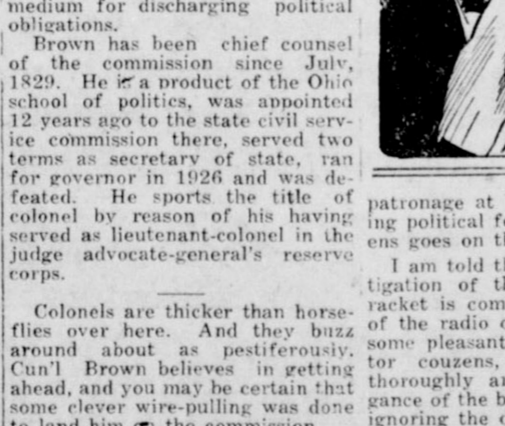 medium for discharging political
obligations.
Brown has been chief counsel
of the commission since July,
1829. He is a product of the Ohio
school of politics, was appointed
12 years ago to the state civil serv-
ice commission there, served two
terms as secretary of state, ran
for governor in 1926 and was de-
feated. He sports the title of
colonel by reason of his having
served as lieutenant-colonel in the
judge advocate-general's reserve
corps.
Colonels are thicker than horse-
flies over here. And they buzz
around about as pestiferously.
Cun'l Brown believes in getting
ahead, and you may be certain that
some clever wire-pulling was done
to land him on the commission.
patronage at
ing political f
ens goes on t
I am told t
tigation of t
racket is com
of the radio
some pleasant
tor couzens,
thoroughly a
gance of the b
ignoring the